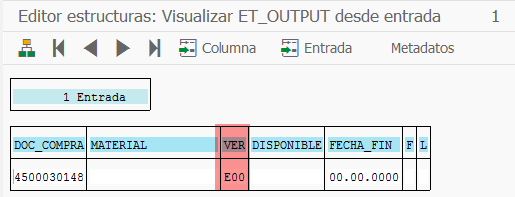 Editor estructuras: Visualizar ET_OUTPUT desde entrada 1
Columna Entrada Metadatos
1 Entrada
DOC_COMPRA MATERIAL VER DISPONIBLE FECHA_FIN F L
4500030148 E00 00.00.0000